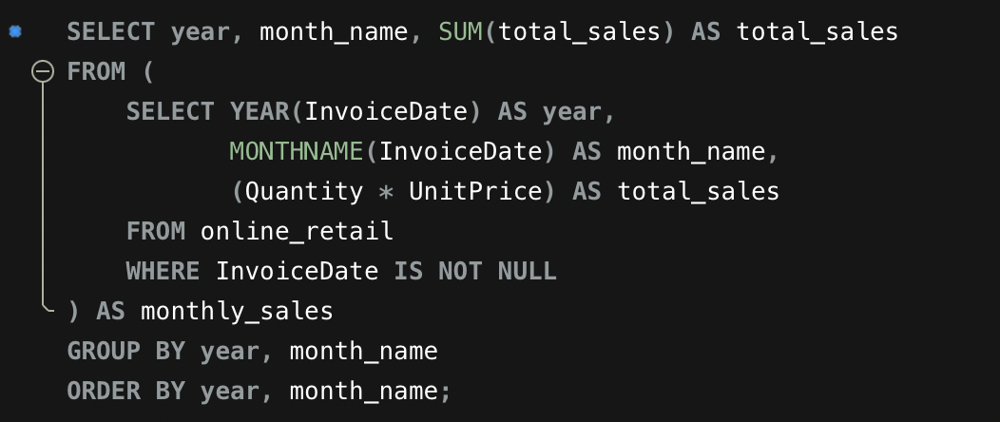 SELECT year, month_name, SUM(total_sales) AS total_sales
FROM (
    SELECT YEAR(InvoiceDate) AS year,
           MONTHNAME(InvoiceDate) AS month_name,
           (Quantity * UnitPrice) AS total_sales
    FROM online_retail
    WHERE InvoiceDate IS NOT NULL
) AS monthly_sales
GROUP BY year, month_name
ORDER BY year, month_name;